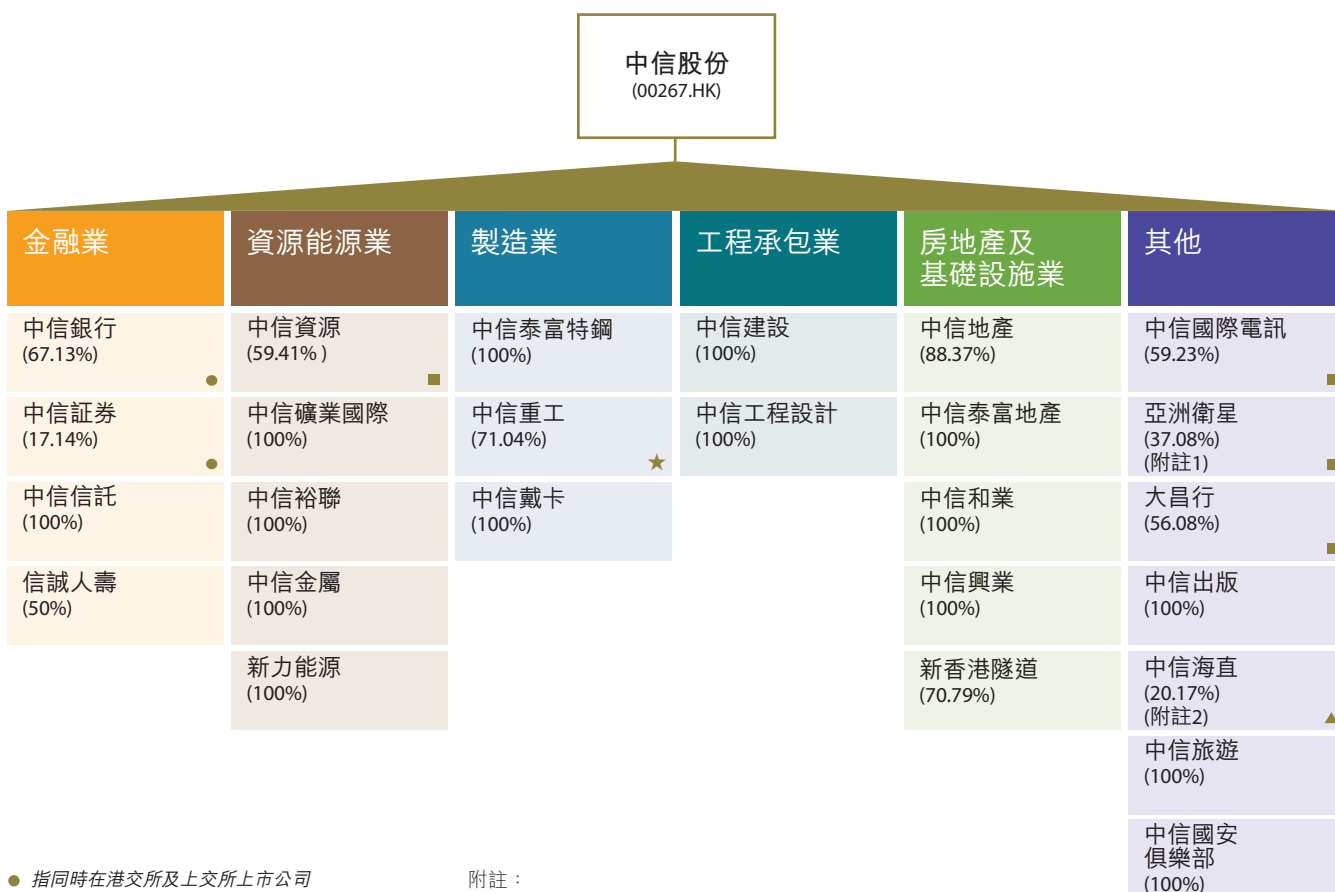 中信股份
(00267.HK)
金融業
中信銀行
(67.13%)
中信証券
(17.14%)
中信信託
(100%)
信誠人壽
(50%)
資源能源業
中信資源
(59.41% )
中信礦業國際
(100%)
中信裕聯
(100%)
中信金屬
(100%)
新力能源
(100%)
製造業
中信泰富特鋼
(100%)
中信重工
(71.04%)
中信戴卡
(100%)
工程承包業
中信建設
(100%)
中信工程設計
(100%)
房地產及
基礎設施業
中信地產
(88.37%)
中信泰富地產
(100%)
中信和業
(100%)
中信興業
(100%)
新香港隧道
(70.79%)
其他
中信國際電訊
(59.23%)
亞洲衛星
(37.08%)
(附註1)
大昌行
(56.08%)
中信出版
(100%)
中信海直
(20.17%)
(附註2)
中信旅遊
(100%)
中信國安
俱樂部
(100%)
● 指同時在港交所及上交所上市公司
附註：